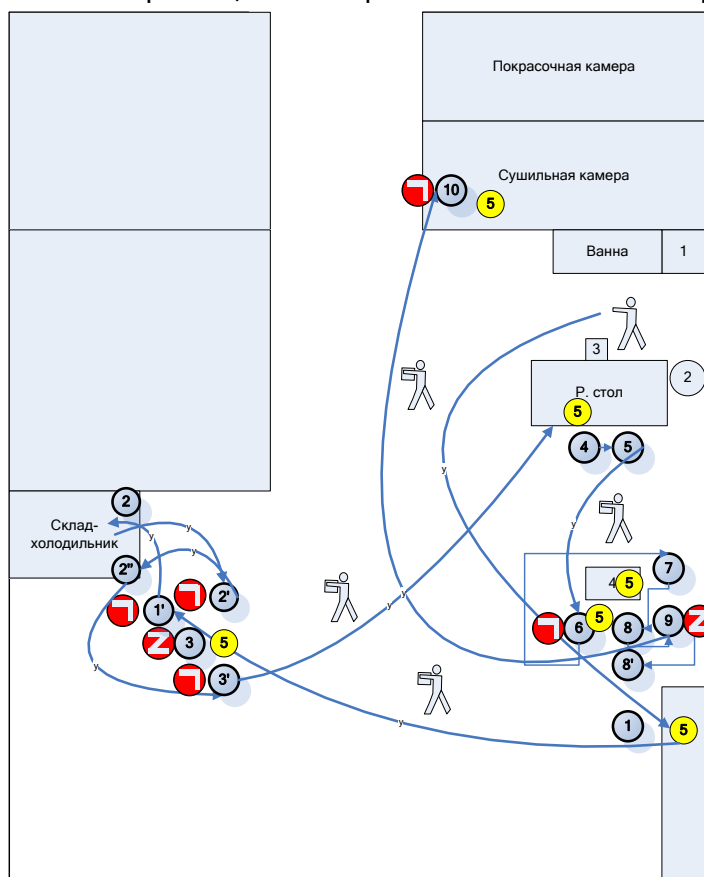 Покрасочная камера
Сушильная камера
10
5
Ванна
1
3
2
Р. стол
5
4
5
у
у
2
Склад-
холодильник
у
у
у
2"
2'
1'
3
5
3'
у
у
у
7
4
5
5
6
8
9
8'
1
5
у